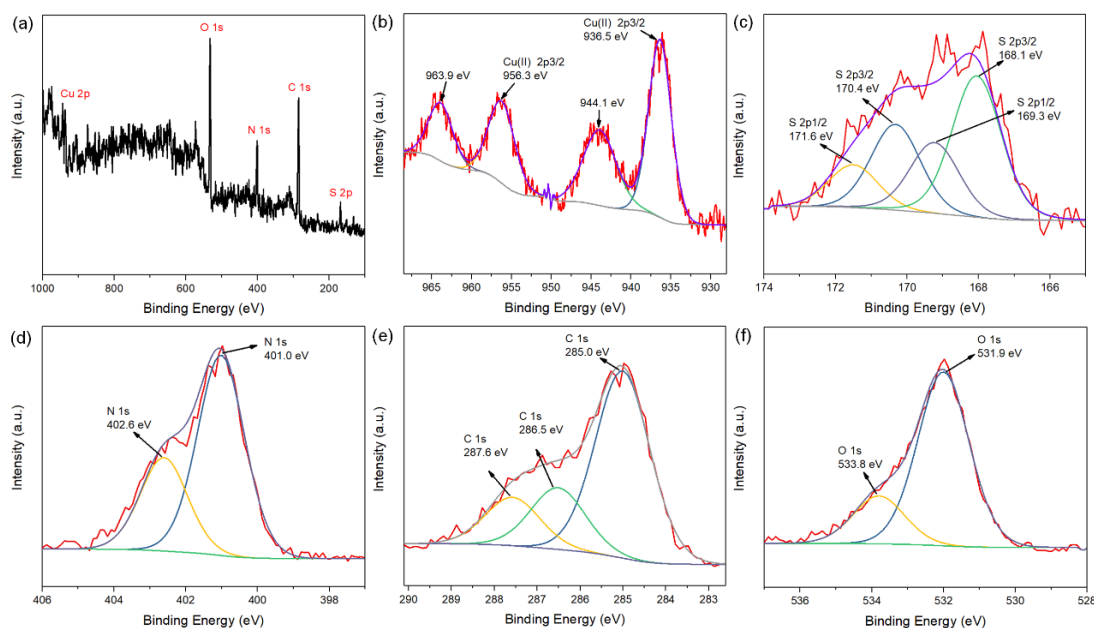 (a)
O 1s
Cu 2p
C 1s
N 1s
S 2p
Intensity (a.u.)
1000 800 600 400 200
Binding Energy (eV)
(b)
Cu(II) 2p3/2
936.5 eV
Cu(II) 2p3/2
956.3 eV
963.9 eV
944.1 eV
Intensity (a.u.)
965 960 955 950 945 940 935 930
Binding Energy (eV)
(c)
S 2p3/2
168.1 eV
S 2p3/2
170.4 eV
S 2p1/2
169.3 eV
S 2p1/2
171.6 eV
Intensity (a.u.)
174 172 170 168 166
Binding Energy (eV)
(d)
N 1s
401.0 eV
N 1s
402.6 eV
Intensity (a.u.)
406 404 402 400 398
Binding Energy (eV)
(e)
C 1s
285.0 eV
C 1s
286.5 eV
C 1s
287.6 eV
Intensity (a.u.)
290 289 288 287 286 285 284 283
Binding Energy (eV)
(f)
O 1s
531.9 eV
O 1s
533.8 eV
Intensity (a.u.)
536 534 532 530 528
Binding Energy (eV)